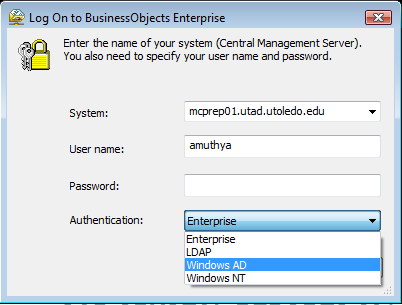 Log On to BusinessObjects Enterprise
Enter the name of your system (Central Management Server).
You also need to specify your user name and password.
System: mcprep01.utad.utoledo.edu
User name: amuthya
Password:
Authentication: Enterprise
Enterprise
LDAP
Windows AD
Windows NT